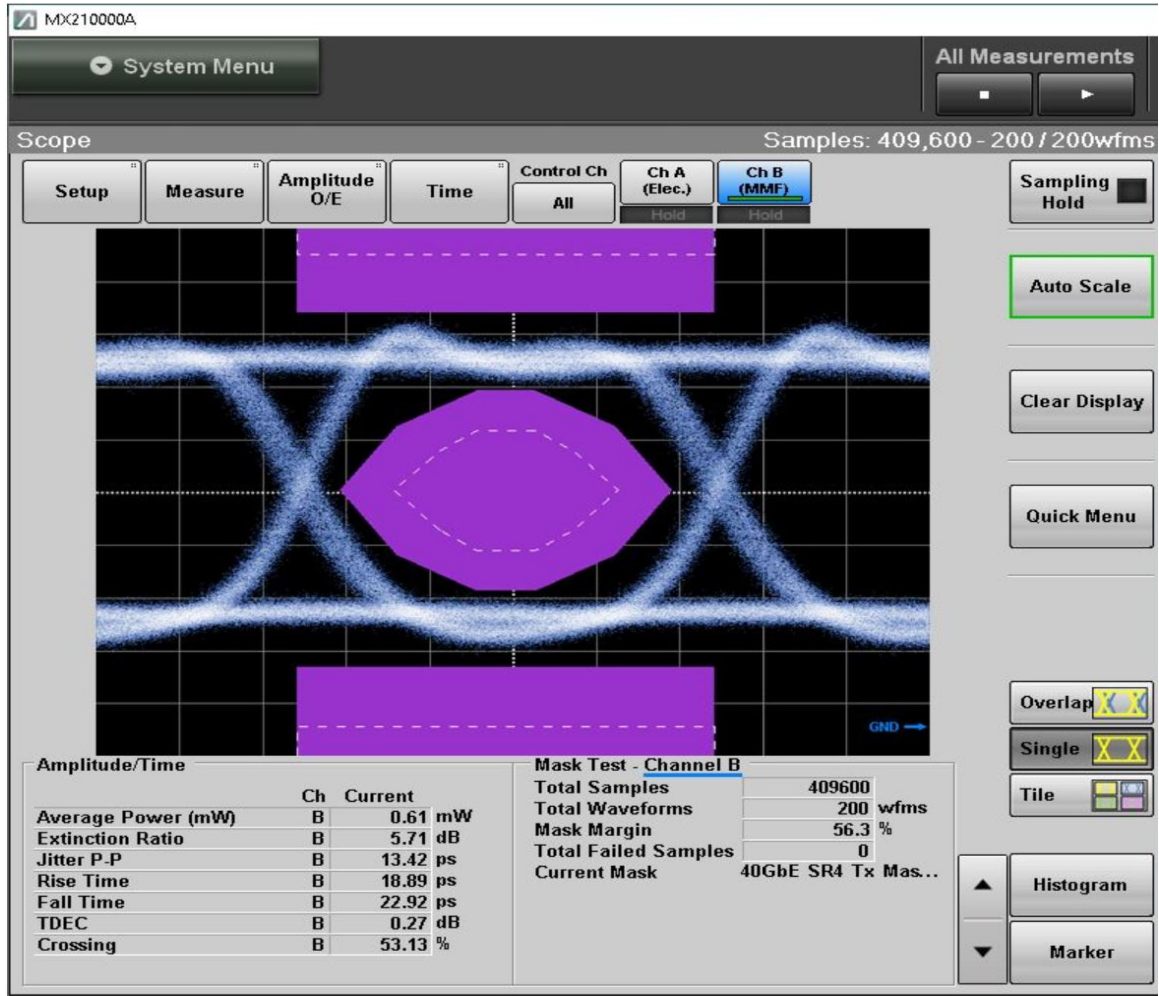 MX210000A
System Menu
All Measurements
Scope
Samples: 409,600 - 200 / 200wfms
Setup
Measure
Amplitude
O/E
Time
Control Ch
All
Ch A
(Elec.)
Hold
Ch B
(MMF)
Hold
Sampling
Hold
Auto Scale
Clear Display
Quick Menu
GND
Overlap
Single
Tile
Histogram
Marker
Amplitude/Time
Ch Current
Average Power (mW) B 0.61 mW
Extinction Ratio B 5.71 dB
Jitter P-P B 13.42 ps
Rise Time B 18.89 ps
Fall Time B 22.92 ps
TDEC B 0.27 dB
Crossing B 53.13 %
Mask Test - Channel B
Total Samples 409600
Total Waveforms 200 wfms
Mask Margin 56.3 %
Total Failed Samples 0
Current Mask 40GbE SR4 Tx Mas...